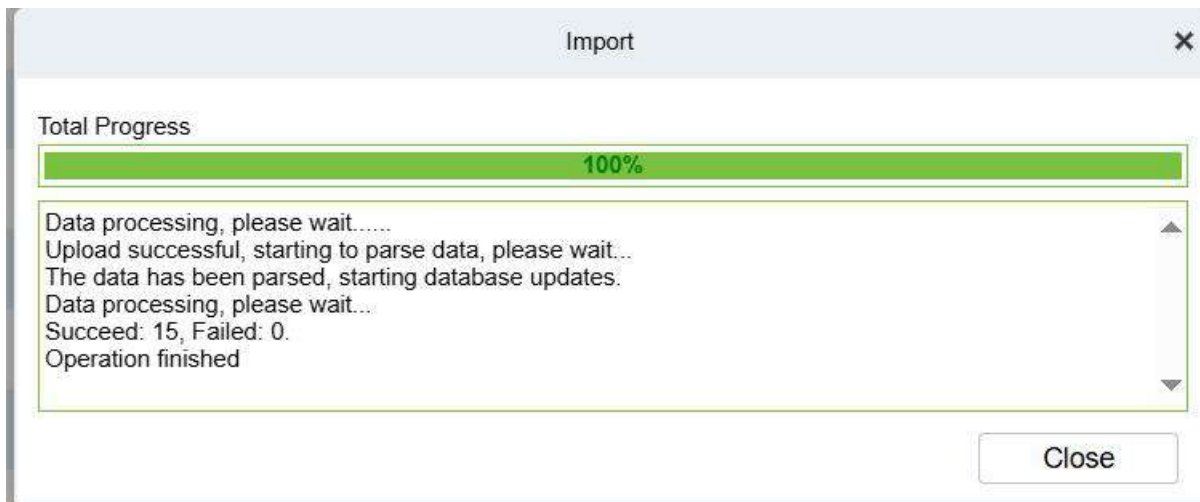 Import
Total Progress
100%
Data processing, please wait......
Upload successful, starting to parse data, please wait...
The data has been parsed, starting database updates.
Data processing, please wait...
Succeed: 15, Failed: 0.
Operation finished
Close